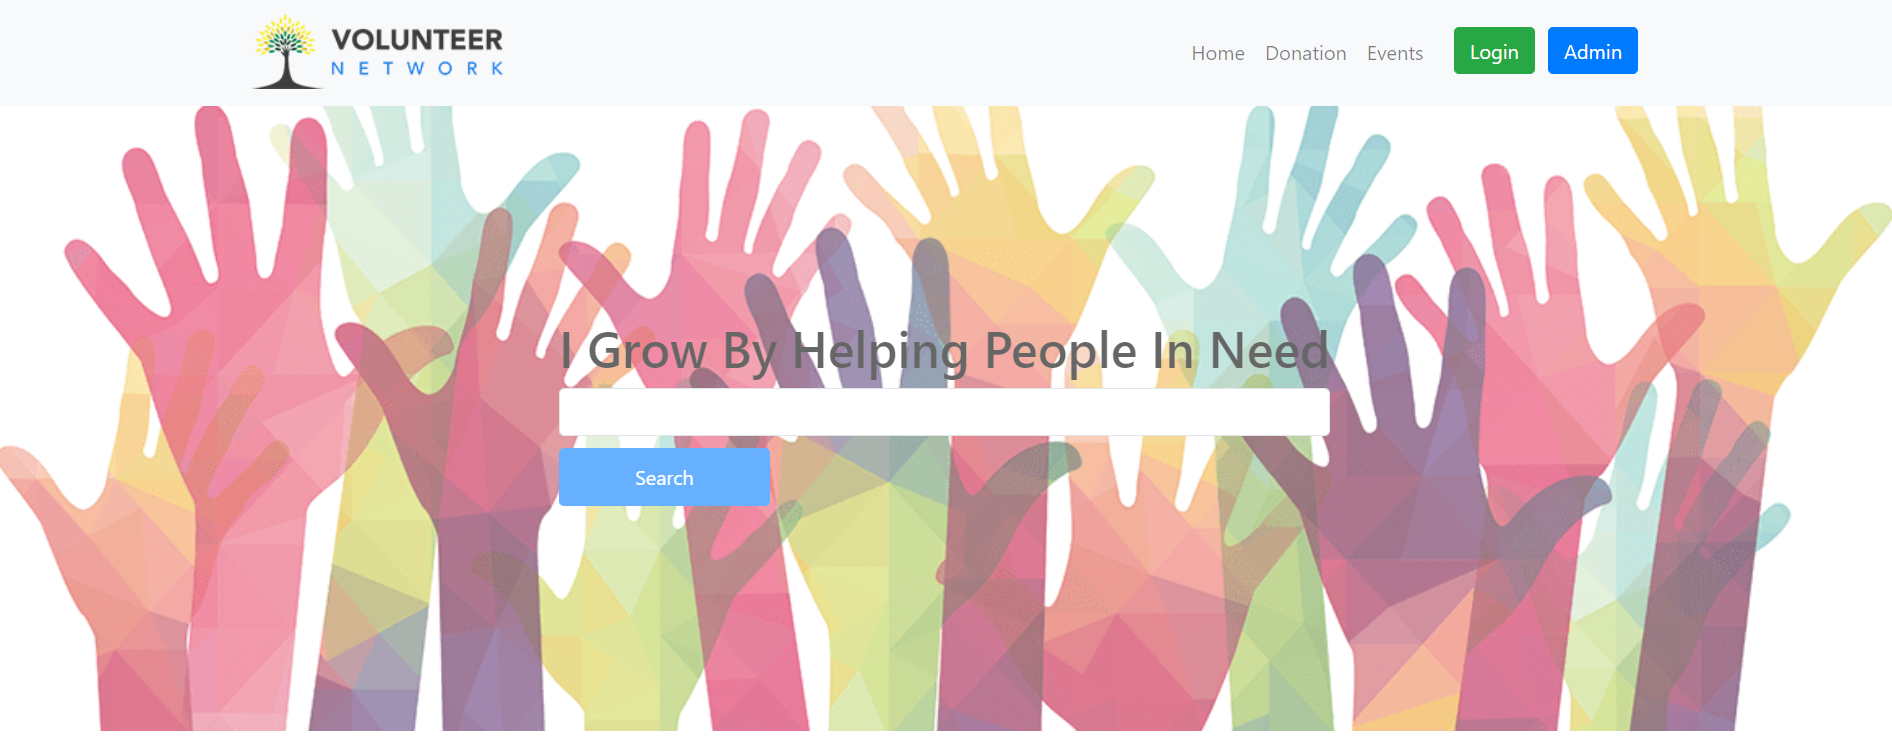 VOLUNTEER
NETWORK
Home Donation Events Login Admin
I Grow By Helping People In Need
Search